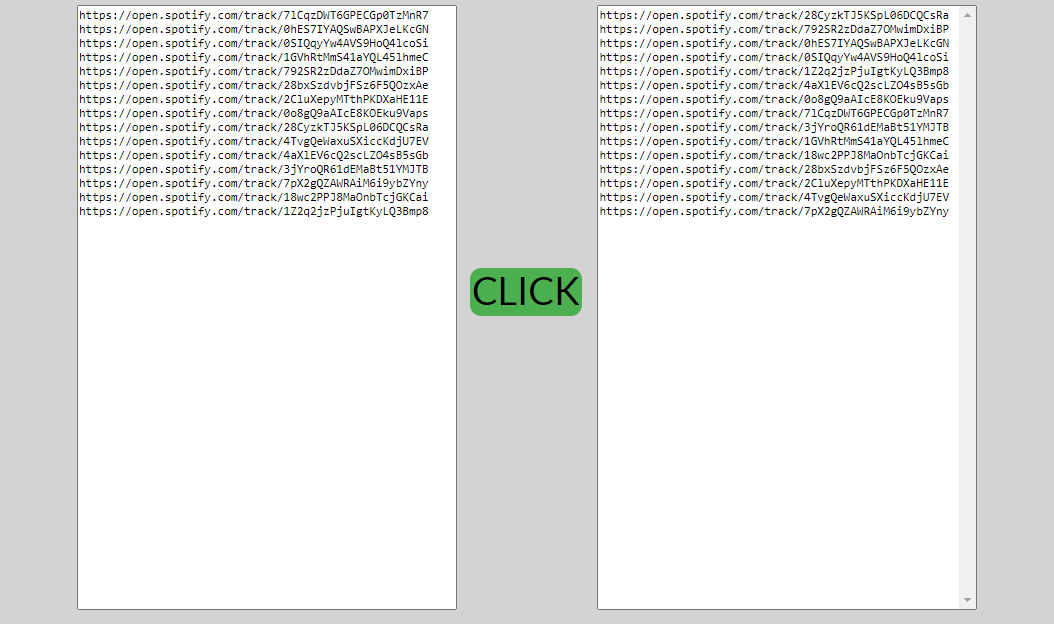 https://open.spotify.com/track/7lCqzDWT6GPECGp0TzMnR7
https://open.spotify.com/track/0hES7IYAQSwBAPXJeLKcGN
https://open.spotify.com/track/0SIQqyYw4AVS9HoQ4lcoSi
https://open.spotify.com/track/1GVhRtMmS41aYQL45lhmeC
https://open.spotify.com/track/792SR2zDdaZ7OMwimDxiBP
https://open.spotify.com/track/28bxSzdvbjFSz6F5QOzxAe
https://open.spotify.com/track/2CluXepyMTthPKDXaHE11E
https://open.spotify.com/track/0o8gQ9aAIcE8KOEku9Vaps
https://open.spotify.com/track/28CyzkTJ5KSpL06DCQCsRa
https://open.spotify.com/track/4TvgQeWaxuSXiccKdjU7EV
https://open.spotify.com/track/4aXlEV6cQ2scLZO4sB5sGb
https://open.spotify.com/track/3jYroQR61dEMaBt51YMJTB
https://open.spotify.com/track/7pX2gQZAWRAiM6i9ybZYny
https://open.spotify.com/track/18wc2PPJ8MaOnbTcjGKCai
https://open.spotify.com/track/1Z2q2jzPjuIgtKyLQ3Bmp8
CLICK
https://open.spotify.com/track/28CyzkTJ5KSpL06DCQCsRa
https://open.spotify.com/track/792SR2zDdaZ7OMwimDxiBP
https://open.spotify.com/track/0hES7IYAQSwBAPXJeLKcGN
https://open.spotify.com/track/0SIQqyYw4AVS9HoQ4lcoSi
https://open.spotify.com/track/1Z2q2jzPjuIgtKyLQ3Bmp8
https://open.spotify.com/track/4aXlEV6cQ2scLZO4sB5sGb
https://open.spotify.com/track/0o8gQ9aAIcE8KOEku9Vaps
https://open.spotify.com/track/7lCqzDWT6GPECGp0TzMnR7
https://open.spotify.com/track/3jYroQR61dEMaBt51YMJTB
https://open.spotify.com/track/1GVhRtMmS41aYQL45lhmeC
https://open.spotify.com/track/18wc2PPJ8MaOnbTcjGKCai
https://open.spotify.com/track/28bxSzdvbjFSz6F5QOzxAe
https://open.spotify.com/track/2CluXepyMTthPKDXaHE11E
https://open.spotify.com/track/4TvgQeWaxuSXiccKdjU7EV
https://open.spotify.com/track/7pX2gQZAWRAiM6i9ybZYny